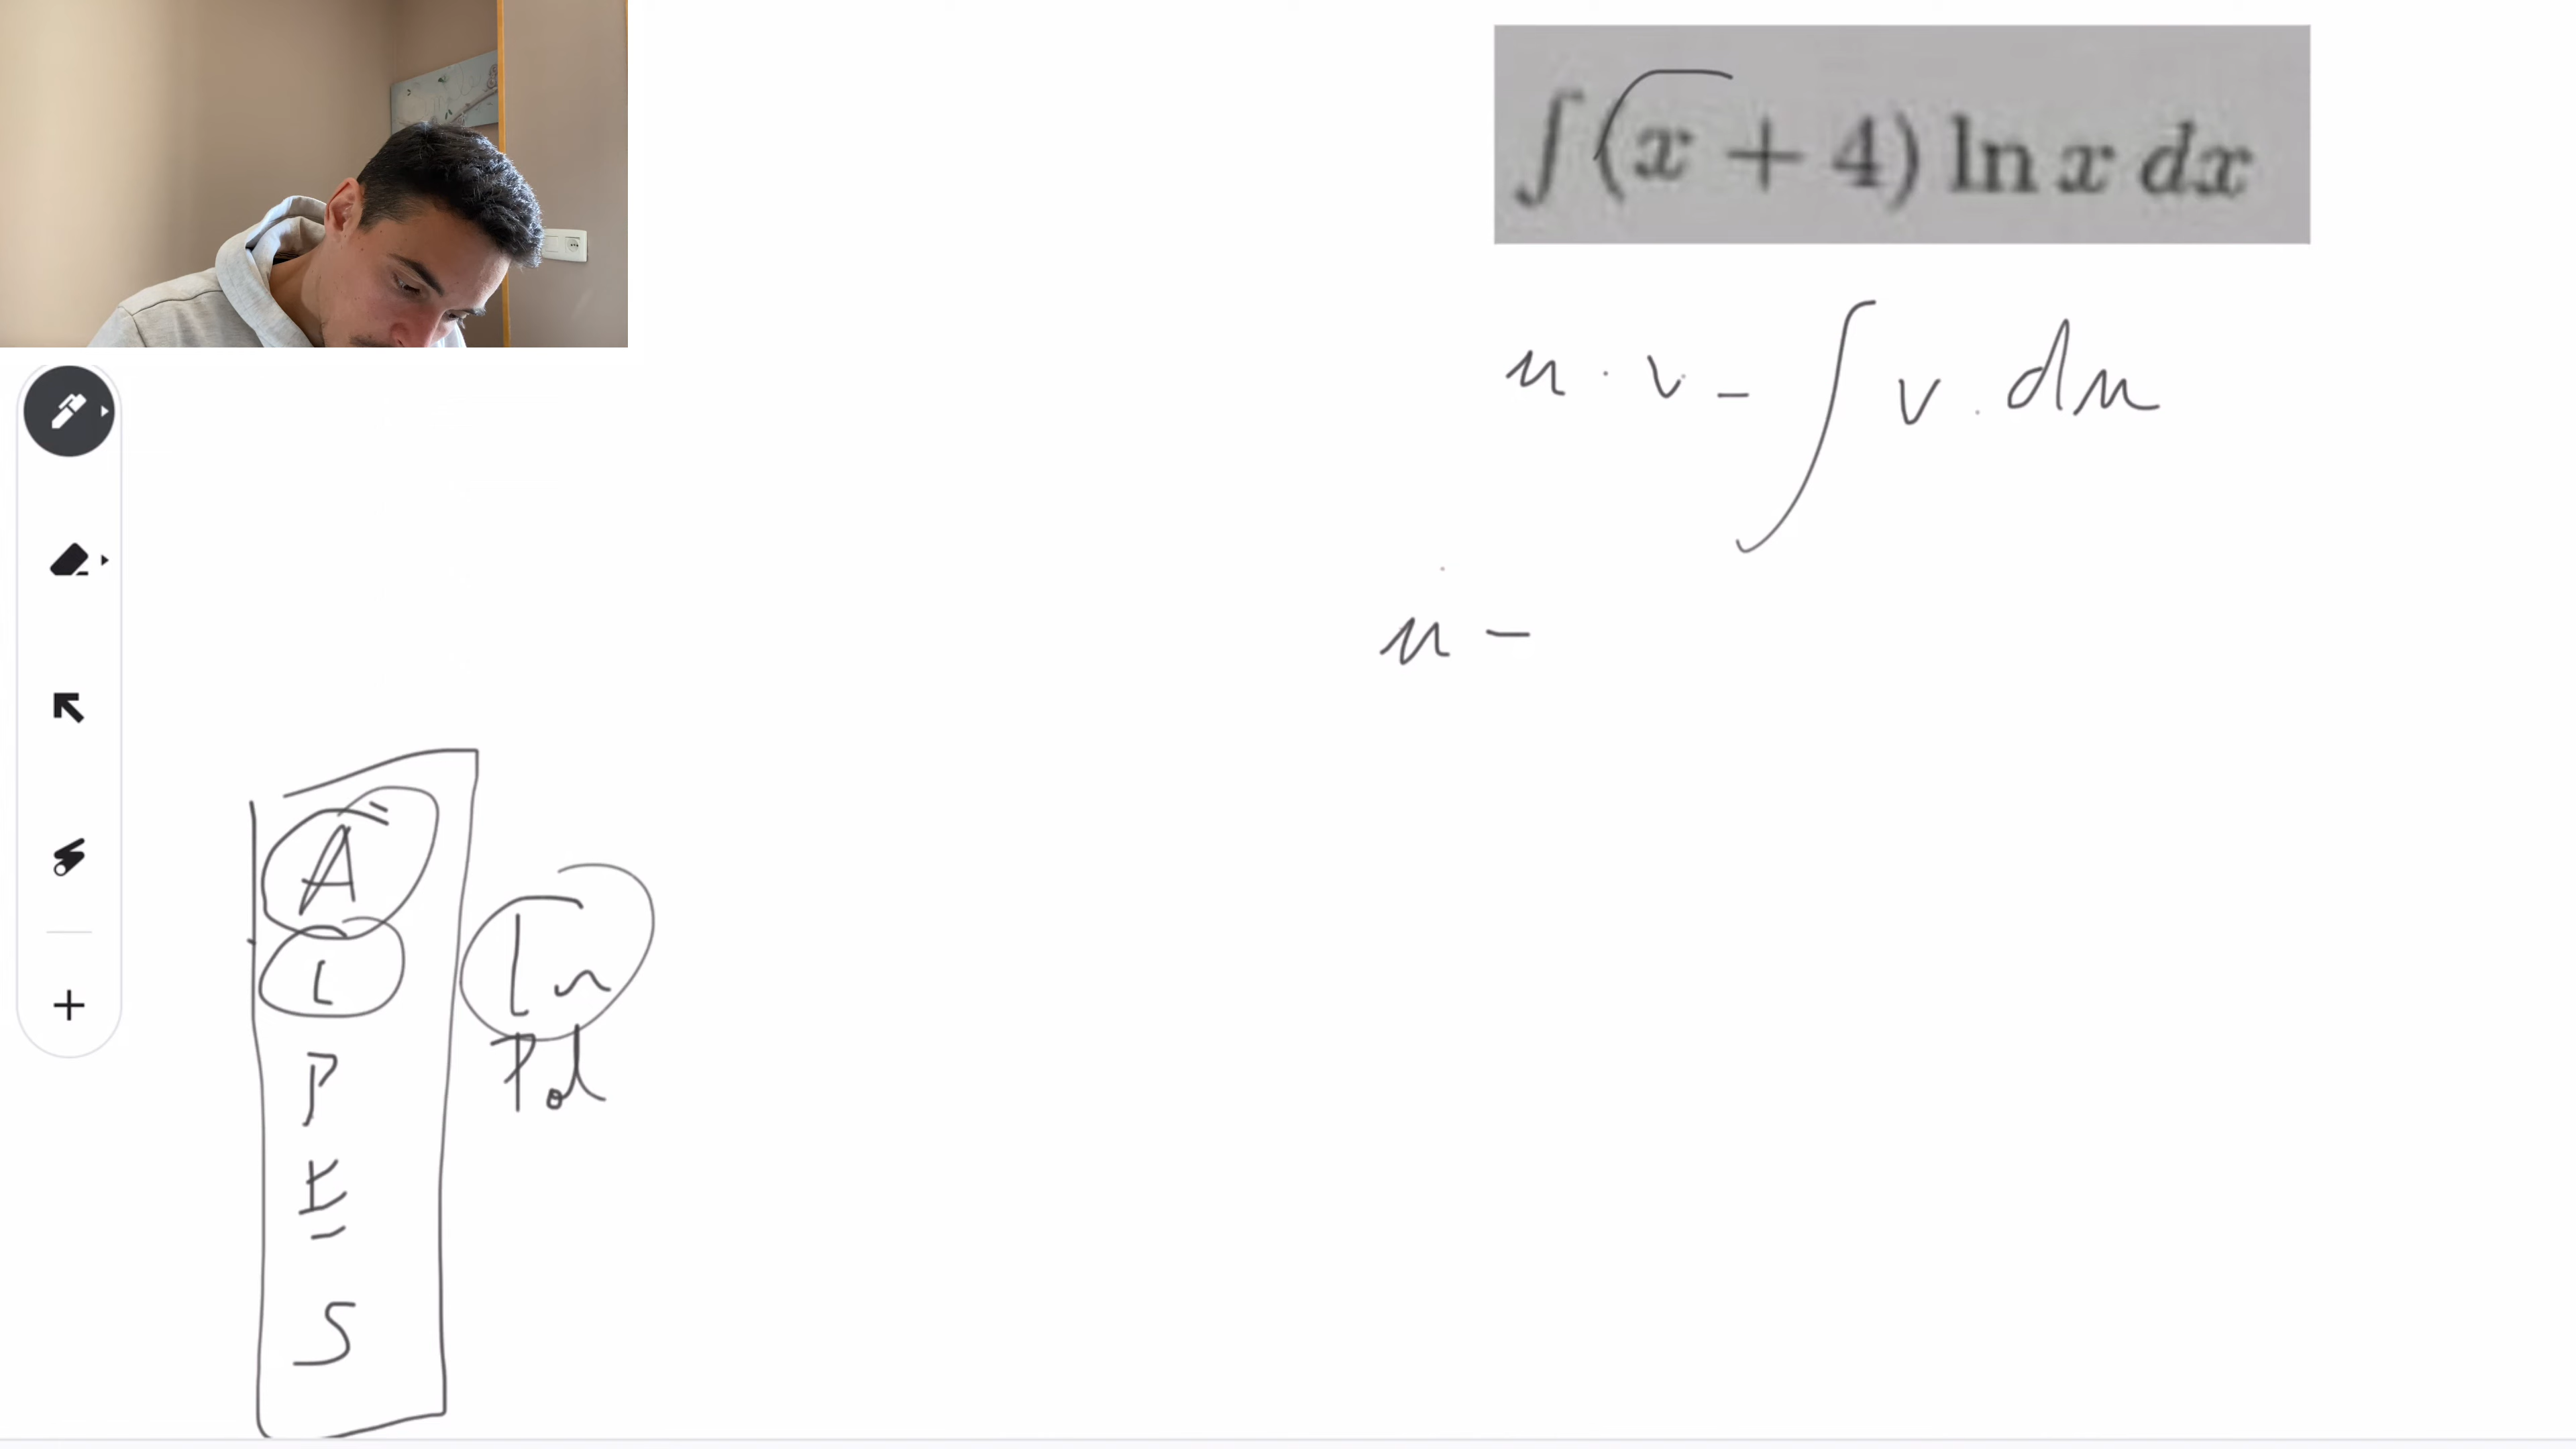 ∫(x + 4) ln x dx
u · v - ∫ v . du
u -
A
L
P
E
S
Ln
Pol